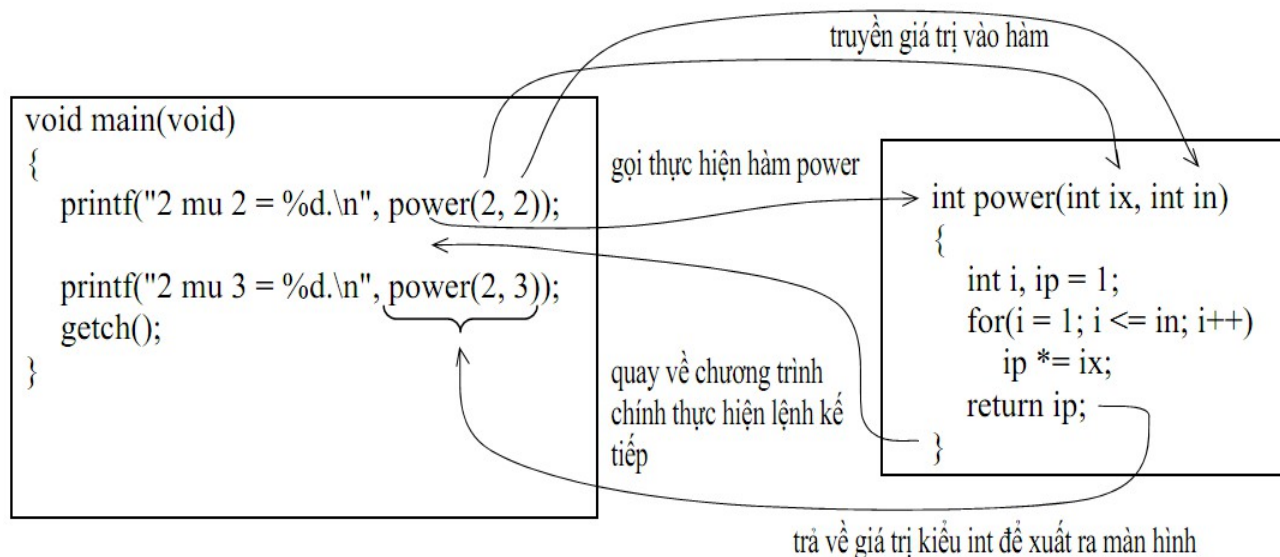 truyền giá trị vào hàm
void main(void)
{
printf("2 mu 2 = %d.\n", power(2, 2));
printf("2 mu 3 = %d.\n", power(2, 3));
getch();
}
gọi thực hiện hàm power
int power(int ix, int in)
{
int i, ip = 1;
for(i = 1; i <= in; i++)
ip *= ix;
return ip;
}
quay về chương trình
chính thực hiện lệnh kế
tiếp
trả về giá trị kiểu int để xuất ra màn hình